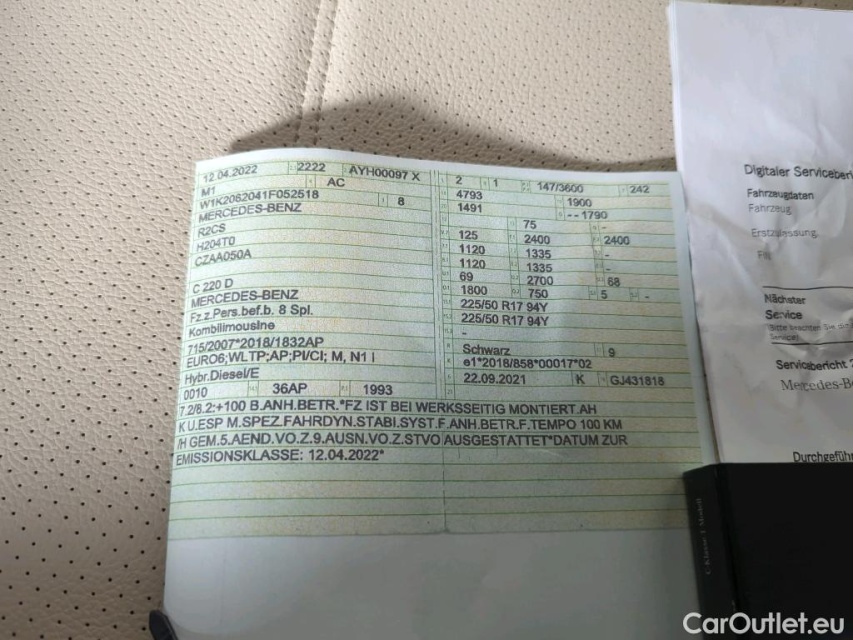 12.04.2022 2222 AYH00097 X
M1 AC
W1K2062041F052518 8
MERCEDES-BENZ
R2CS
H204T0
CZAA050A
C 220 D
MERCEDES-BENZ
Fz.z.Pers.bef.b. 8 Spl.
Kombilimousine
715/2007*2018/1832AP
EURO6;WLTP;AP;PI/CI; M, N1 I
Hybr.Diesel/E
0010 36AP 1993
2 1 147/3600 242
4793 1900
1491 --1790
75 -
125 2400 2400
1120 1335 -
1120 1335 -
69 2700 68
1800 750 5 -
225/50 R17 94Y
225/50 R17 94Y
-
Schwarz 9
e1*2018/858*00017*02
22.09.2021 K GJ431818
7.2/8.2:+100 B.ANH.BETR.*FZ IST BEI WERKSSEITIG MONTIERT.AH
K U.ESP M.SPEZ.FAHRDYN.STABI.SYST.F.ANH.BETR.F.TEMPO 100 KM
/H GEM.5.AEND.VO.Z.9.AUSN.VO.Z.STVO AUSGESTATTET*DATUM ZUR
EMISSIONSKLASSE: 12.04.2022*
Digitaler Serviceberi
Fahrzeugdaten
Fahrzeug
Erstzulassung
Nächster
Service
Servicebericht
Mercedes-Be
Durchgeführ
C-Klasse T-Modell
CarOutlet.eu